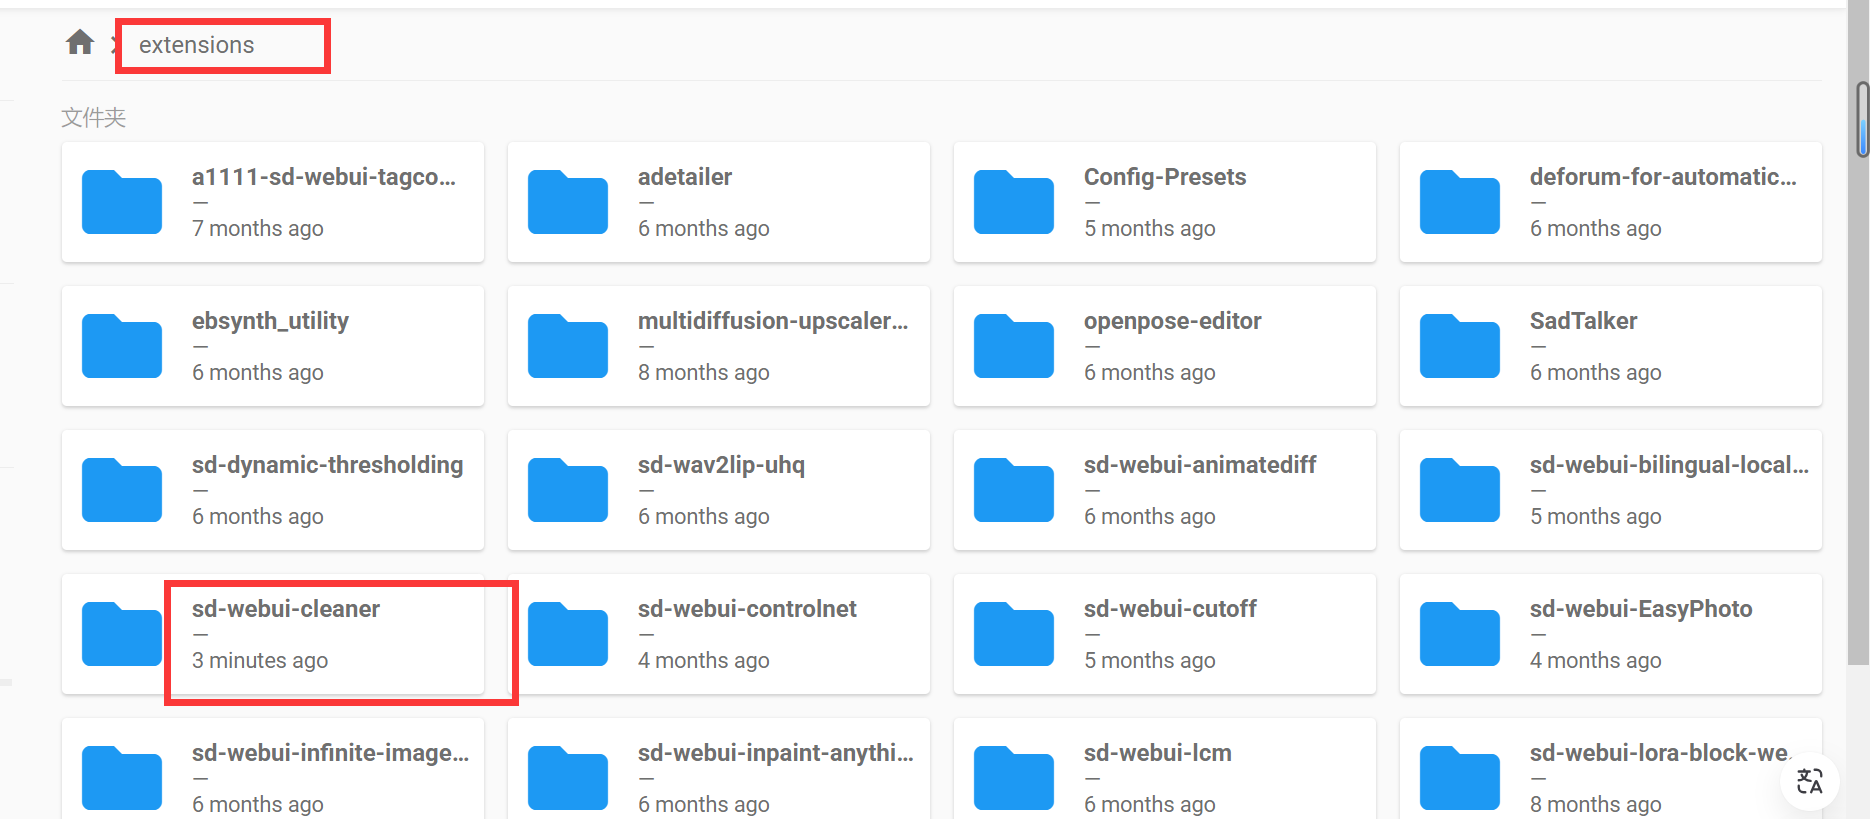 extensions
文件夹
a1111-sd-webui-tagco...
—
7 months ago
adetailer
—
6 months ago
Config-Presets
—
5 months ago
deforum-for-automatic...
—
6 months ago
ebsynth_utility
—
6 months ago
multidiffusion-upscaler...
—
8 months ago
openpose-editor
—
6 months ago
SadTalker
—
6 months ago
sd-dynamic-thresholding
—
6 months ago
sd-wav2lip-uhq
—
6 months ago
sd-webui-animatediff
—
6 months ago
sd-webui-bilingual-local...
—
5 months ago
sd-webui-cleaner
—
3 minutes ago
sd-webui-controlnet
—
4 months ago
sd-webui-cutoff
—
5 months ago
sd-webui-EasyPhoto
—
4 months ago
sd-webui-infinite-image...
—
6 months ago
sd-webui-inpaint-anythi...
—
6 months ago
sd-webui-lcm
—
6 months ago
sd-webui-lora-block-we...
—
8 months ago